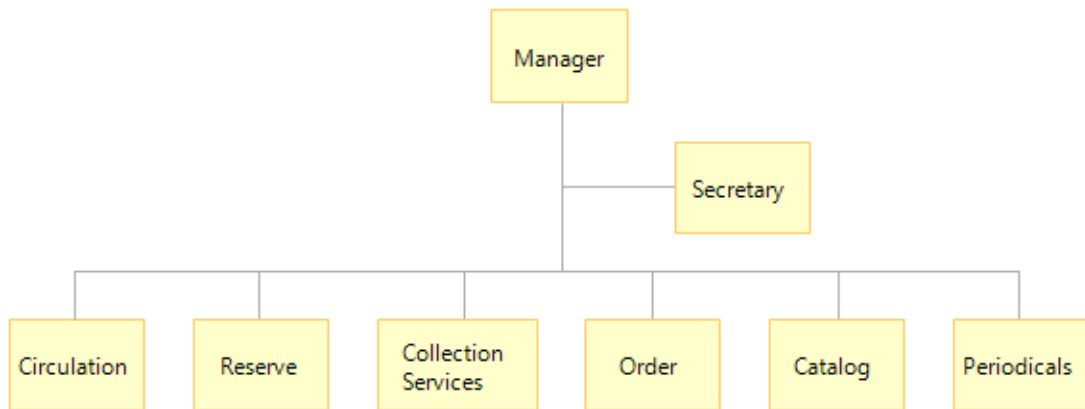 Manager
Secretary
Circulation
Reserve
Collection
Services
Order
Catalog
Periodicals